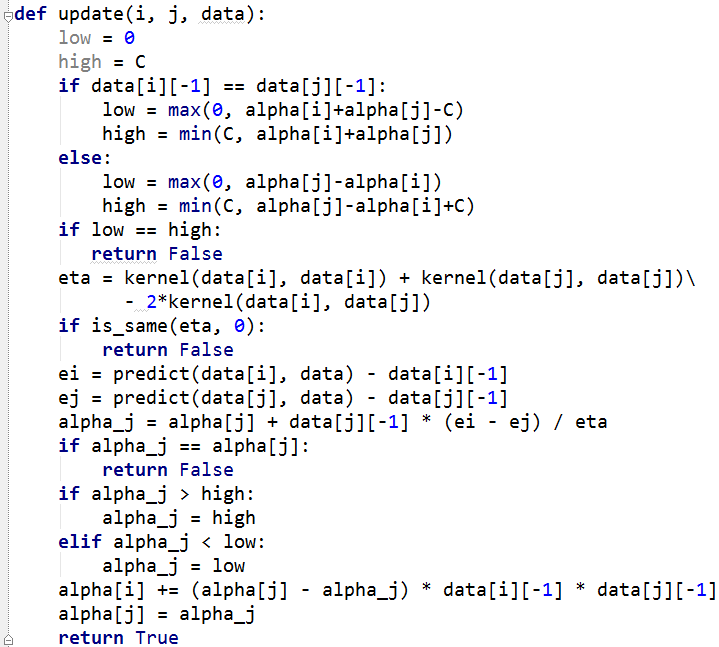 def update(i, j, data):
    low = 0
    high = C
    if data[i][-1] == data[j][-1]:
        low = max(0, alpha[i]+alpha[j]-C)
        high = min(C, alpha[i]+alpha[j])
    else:
        low = max(0, alpha[j]-alpha[i])
        high = min(C, alpha[j]-alpha[i]+C)
    if low == high:
       return False
    eta = kernel(data[i], data[i]) + kernel(data[j], data[j])\
          - 2*kernel(data[i], data[j])
    if is_same(eta, 0):
        return False
    ei = predict(data[i], data) - data[i][-1]
    ej = predict(data[j], data) - data[j][-1]
    alpha_j = alpha[j] + data[j][-1] * (ei - ej) / eta
    if alpha_j == alpha[j]:
        return False
    if alpha_j > high:
        alpha_j = high
    elif alpha_j < low:
        alpha_j = low
    alpha[i] += (alpha[j] - alpha_j) * data[i][-1] * data[j][-1]
    alpha[j] = alpha_j
    return True